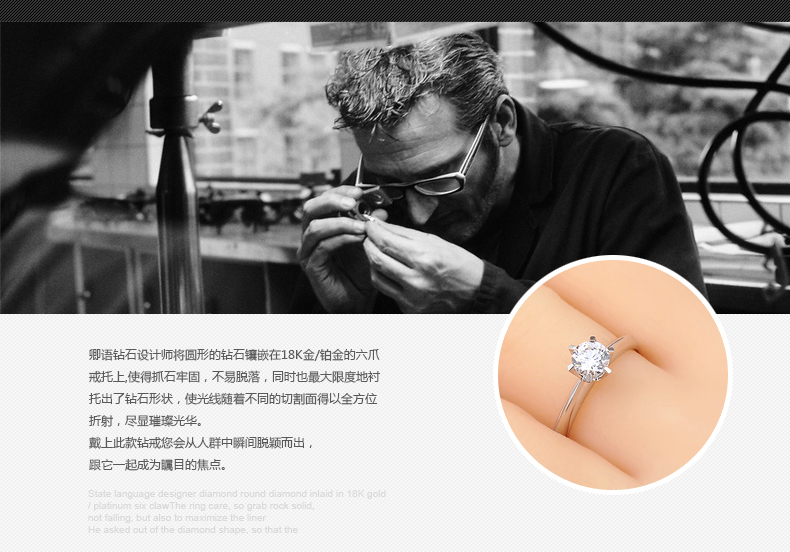 卿语钻石设计师将圆形的钻石镶嵌在18K金/铂金的六爪
戒托上,使得抓石牢固，不易脱落，同时也最大限度地衬
托出了钻石形状，使光线随着不同的切割面得以全方位
折射，尽显璀璨光华。
戴上此款钻戒您会从人群中瞬间脱颖而出，
跟它一起成为瞩目的焦点。
State language designer diamond round diamond inlaid in 18K gold
/ platinum six clawThe ring care, so grab rock solid,
not falling, but also to maximize the liner
He asked out of the diamond shape, so that the